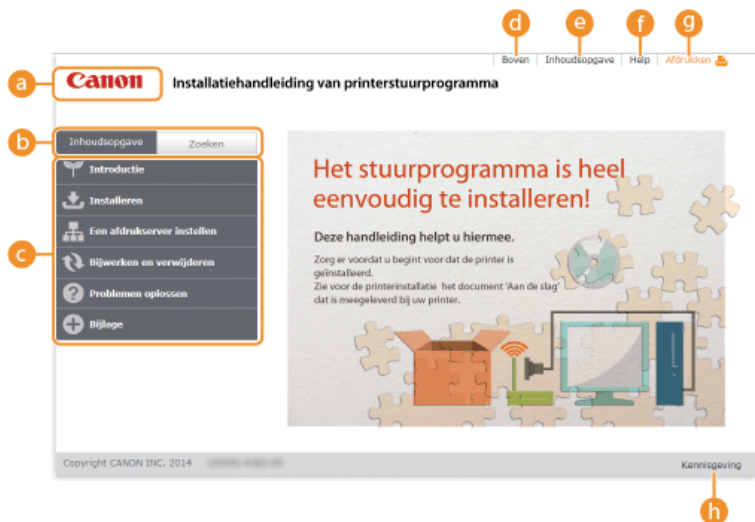 d e f g
Boven Inhoudsopgave Help Afdrukken
a Canon Installatiehandleiding van printerstuurprogramma
b Inhoudsopgave Zoeken
c
Introductie
Installeren
Een afdrukserver instellen
Bijwerken en verwijderen
Problemen oplossen
Bijlage
Het stuurprogramma is heel
eenvoudig te installeren!
Deze handleiding helpt u hiermee.
Zorg er voordat u begint voor dat de printer is
geïnstalleerd.
Zie voor de printerinstallatie het document 'Aan de slag'
dat is meegeleverd bij uw printer.
Copyright CANON INC. 2014
Kennisgeving
h